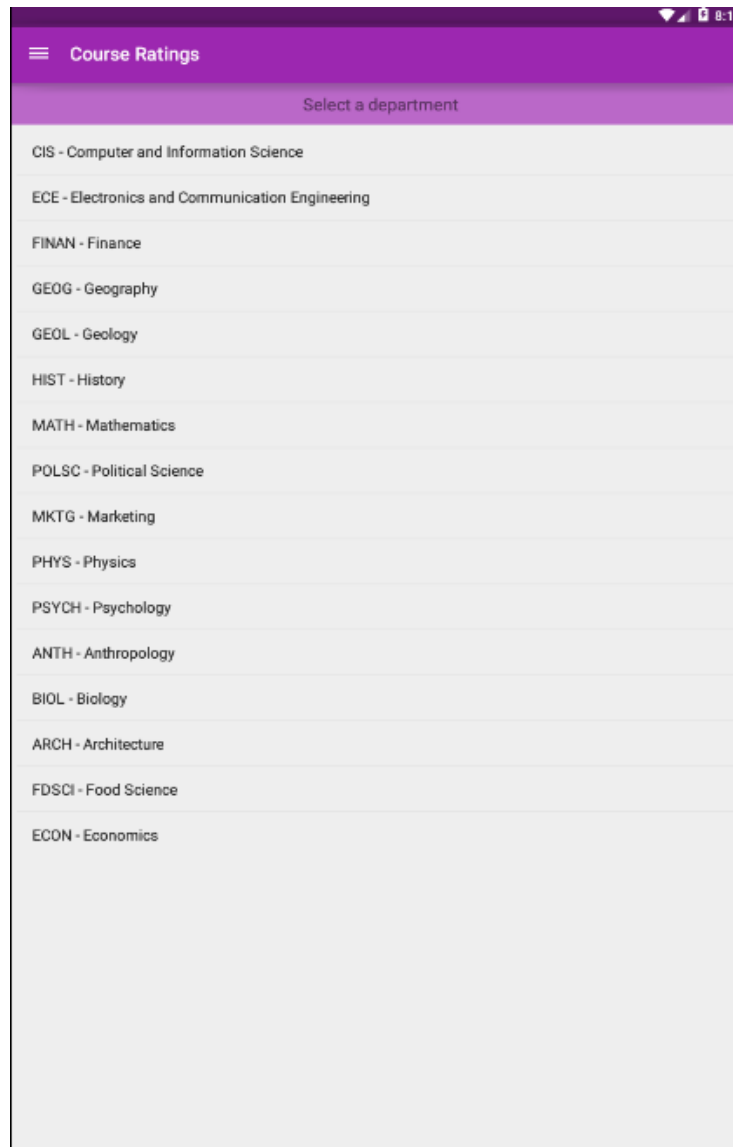 8:1
Course Ratings
Select a department
CIS - Computer and Information Science
ECE - Electronics and Communication Engineering
FINAN - Finance
GEOG - Geography
GEOL - Geology
HIST - History
MATH - Mathematics
POLSC - Political Science
MKTG - Marketing
PHYS - Physics
PSYCH - Psychology
ANTH - Anthropology
BIOL - Biology
ARCH - Architecture
FDSCI - Food Science
ECON - Economics